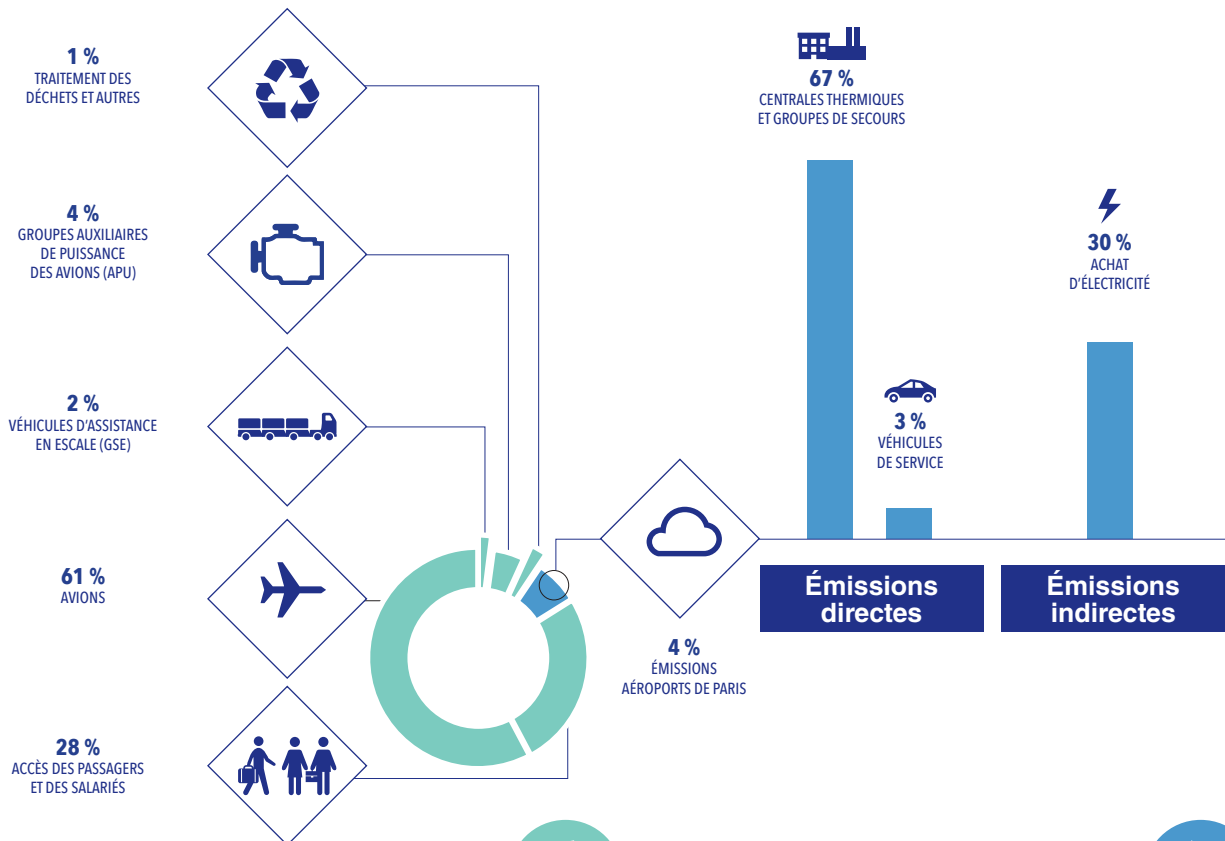 1 %
TRAITEMENT DES
DÉCHETS ET AUTRES
4 %
GROUPES AUXILIAIRES
DE PUISSANCE
DES AVIONS (APU)
2 %
VÉHICULES D'ASSISTANCE
EN ESCALE (GSE)
61 %
AVIONS
28 %
ACCÈS DES PASSAGERS
ET DES SALARIÉS
4 %
ÉMISSIONS
AÉROPORTS DE PARIS
67 %
CENTRALES THERMIQUES
ET GROUPES DE SECOURS
3 %
VÉHICULES
DE SERVICE
Émissions
directes
30 %
ACHAT
D'ÉLECTRICITÉ
Émissions
indirectes